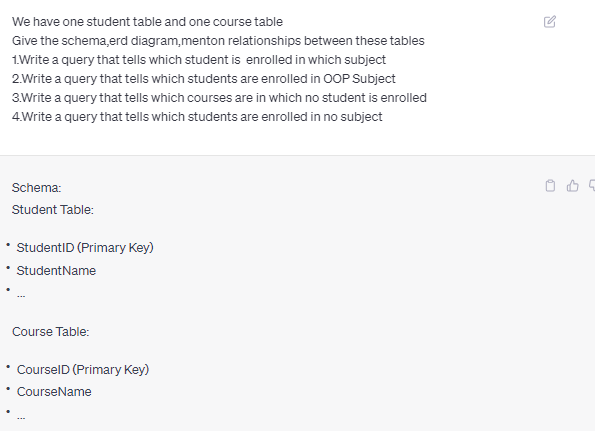 We have one student table and one course table
Give the schema,erd diagram,menton relationships between these tables
1.Write a query that tells which student is enrolled in which subject
2.Write a query that tells which students are enrolled in OOP Subject
3.Write a query that tells which courses are in which no student is enrolled
4.Write a query that tells which students are enrolled in no subject
Schema:
Student Table:
• StudentID (Primary Key)
• StudentName
• ...
Course Table:
• CourseID (Primary Key)
• CourseName
• ...